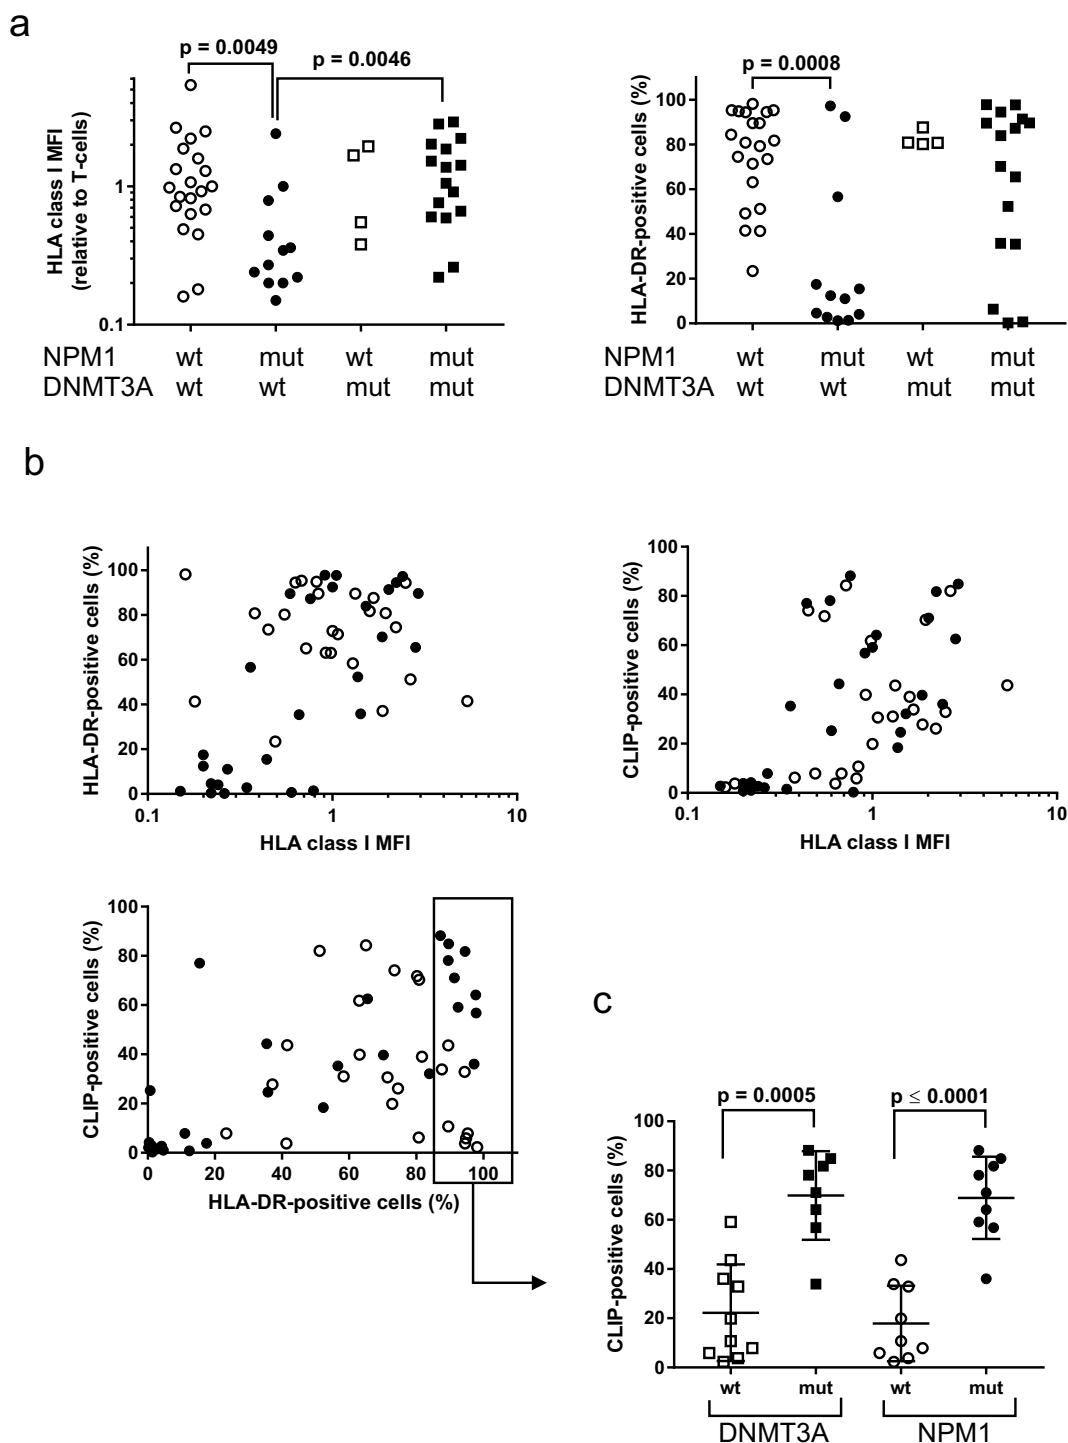 a
p = 0.0049
p = 0.0046
HLA class I MFI
(relative to T-cells)
1
0.1
NPM1 wt mut wt mut
DNMT3A wt wt mut mut
p = 0.0008
HLA-DR-positive cells (%)
100
80
60
40
20
0
NPM1 wt mut wt mut
DNMT3A wt wt mut mut
b
HLA-DR-positive cells (%)
100
80
60
40
20
0
0.1 1 10
HLA class I MFI
CLIP-positive cells (%)
100
80
60
40
20
0
0.1 1 10
HLA class I MFI
CLIP-positive cells (%)
100
80
60
40
20
0
0 20 40 60 80 100
HLA-DR-positive cells (%)
c
p = 0.0005
p ≤ 0.0001
CLIP-positive cells (%)
100
80
60
40
20
0
wt mut wt mut
DNMT3A NPM1